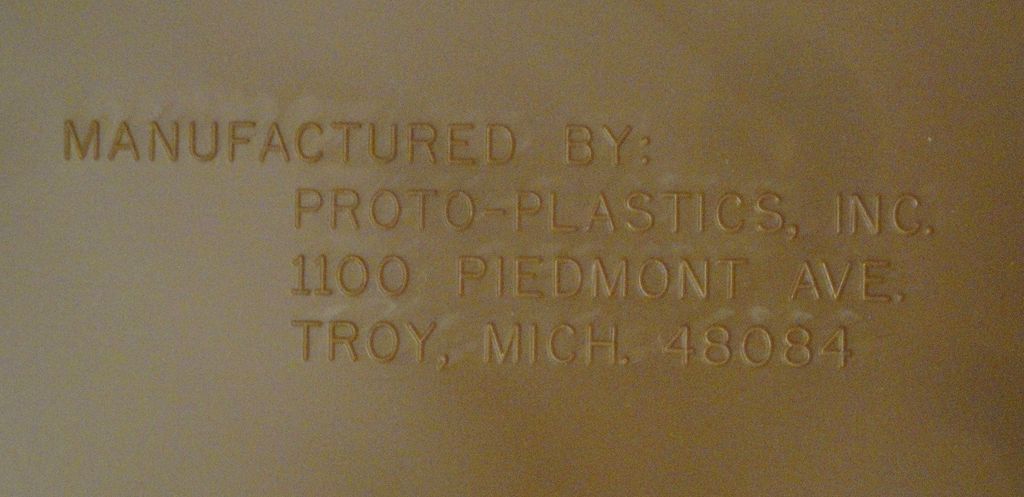 MANUFACTURED BY:
PROTO-PLASTICS, INC.
1100 PIEDMONT AVE.
TROY, MICH. 48084